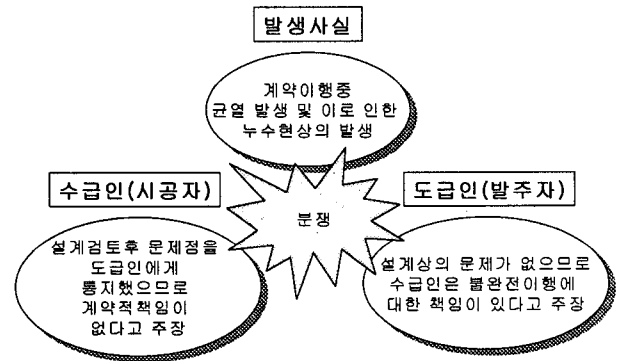 발생사실
계약이행중
균열 발생 및 이로 인한
누수현상의 발생
수급인(시공자)
도급인(발주자)
분쟁
설계검토후 문제점을
도급인에게
통지했으므로
계약적책임이
없다고 주장
설계상의 문제가 없으므로
수급인은 불완전이행에
대한 책임이 있다고 주장